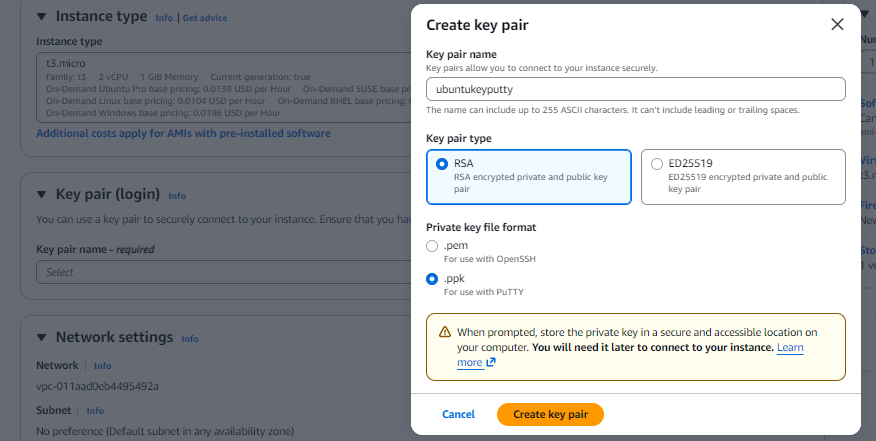 Instance type Info | Get advice
Instance type
t3.micro
Family: t3 2 vCPU 1 GiB Memory Current generation: true
On-Demand Ubuntu Pro base pricing: 0.0139 USD per Hour On-Demand SUSE base pri
On-Demand Linux base pricing: 0.0104 USD per Hour On-Demand RHEL base pricing:
On-Demand Windows base pricing: 0.0196 USD per Hour
Additional costs apply for AMIs with pre-installed software
Key pair (login) Info
You can use a key pair to securely connect to your instance. Ensure that you hav
Key pair name - required
Select
Network settings Info
Network Info
vpc-011aad0eb4495492a
Subnet Info
No preference (Default subnet in any availability zone)
Create key pair
Key pair name
Key pairs allow you to connect to your instance securely.
ubuntukeyputty
The name can include up to 255 ASCII characters. It can't include leading or trailing spaces.
Key pair type
RSA
RSA encrypted private and public key
pair
ED25519
ED25519 encrypted private and public
key pair
Private key file format
.pem
For use with OpenSSH
.ppk
For use with PuTTY
When prompted, store the private key in a secure and accessible location on
your computer. You will need it later to connect to your instance. Learn
more
Cancel
Create key pair
Nu
1
Sof
Can
ami-
Virt
t3.m
Fire
New
Sto
1 vo